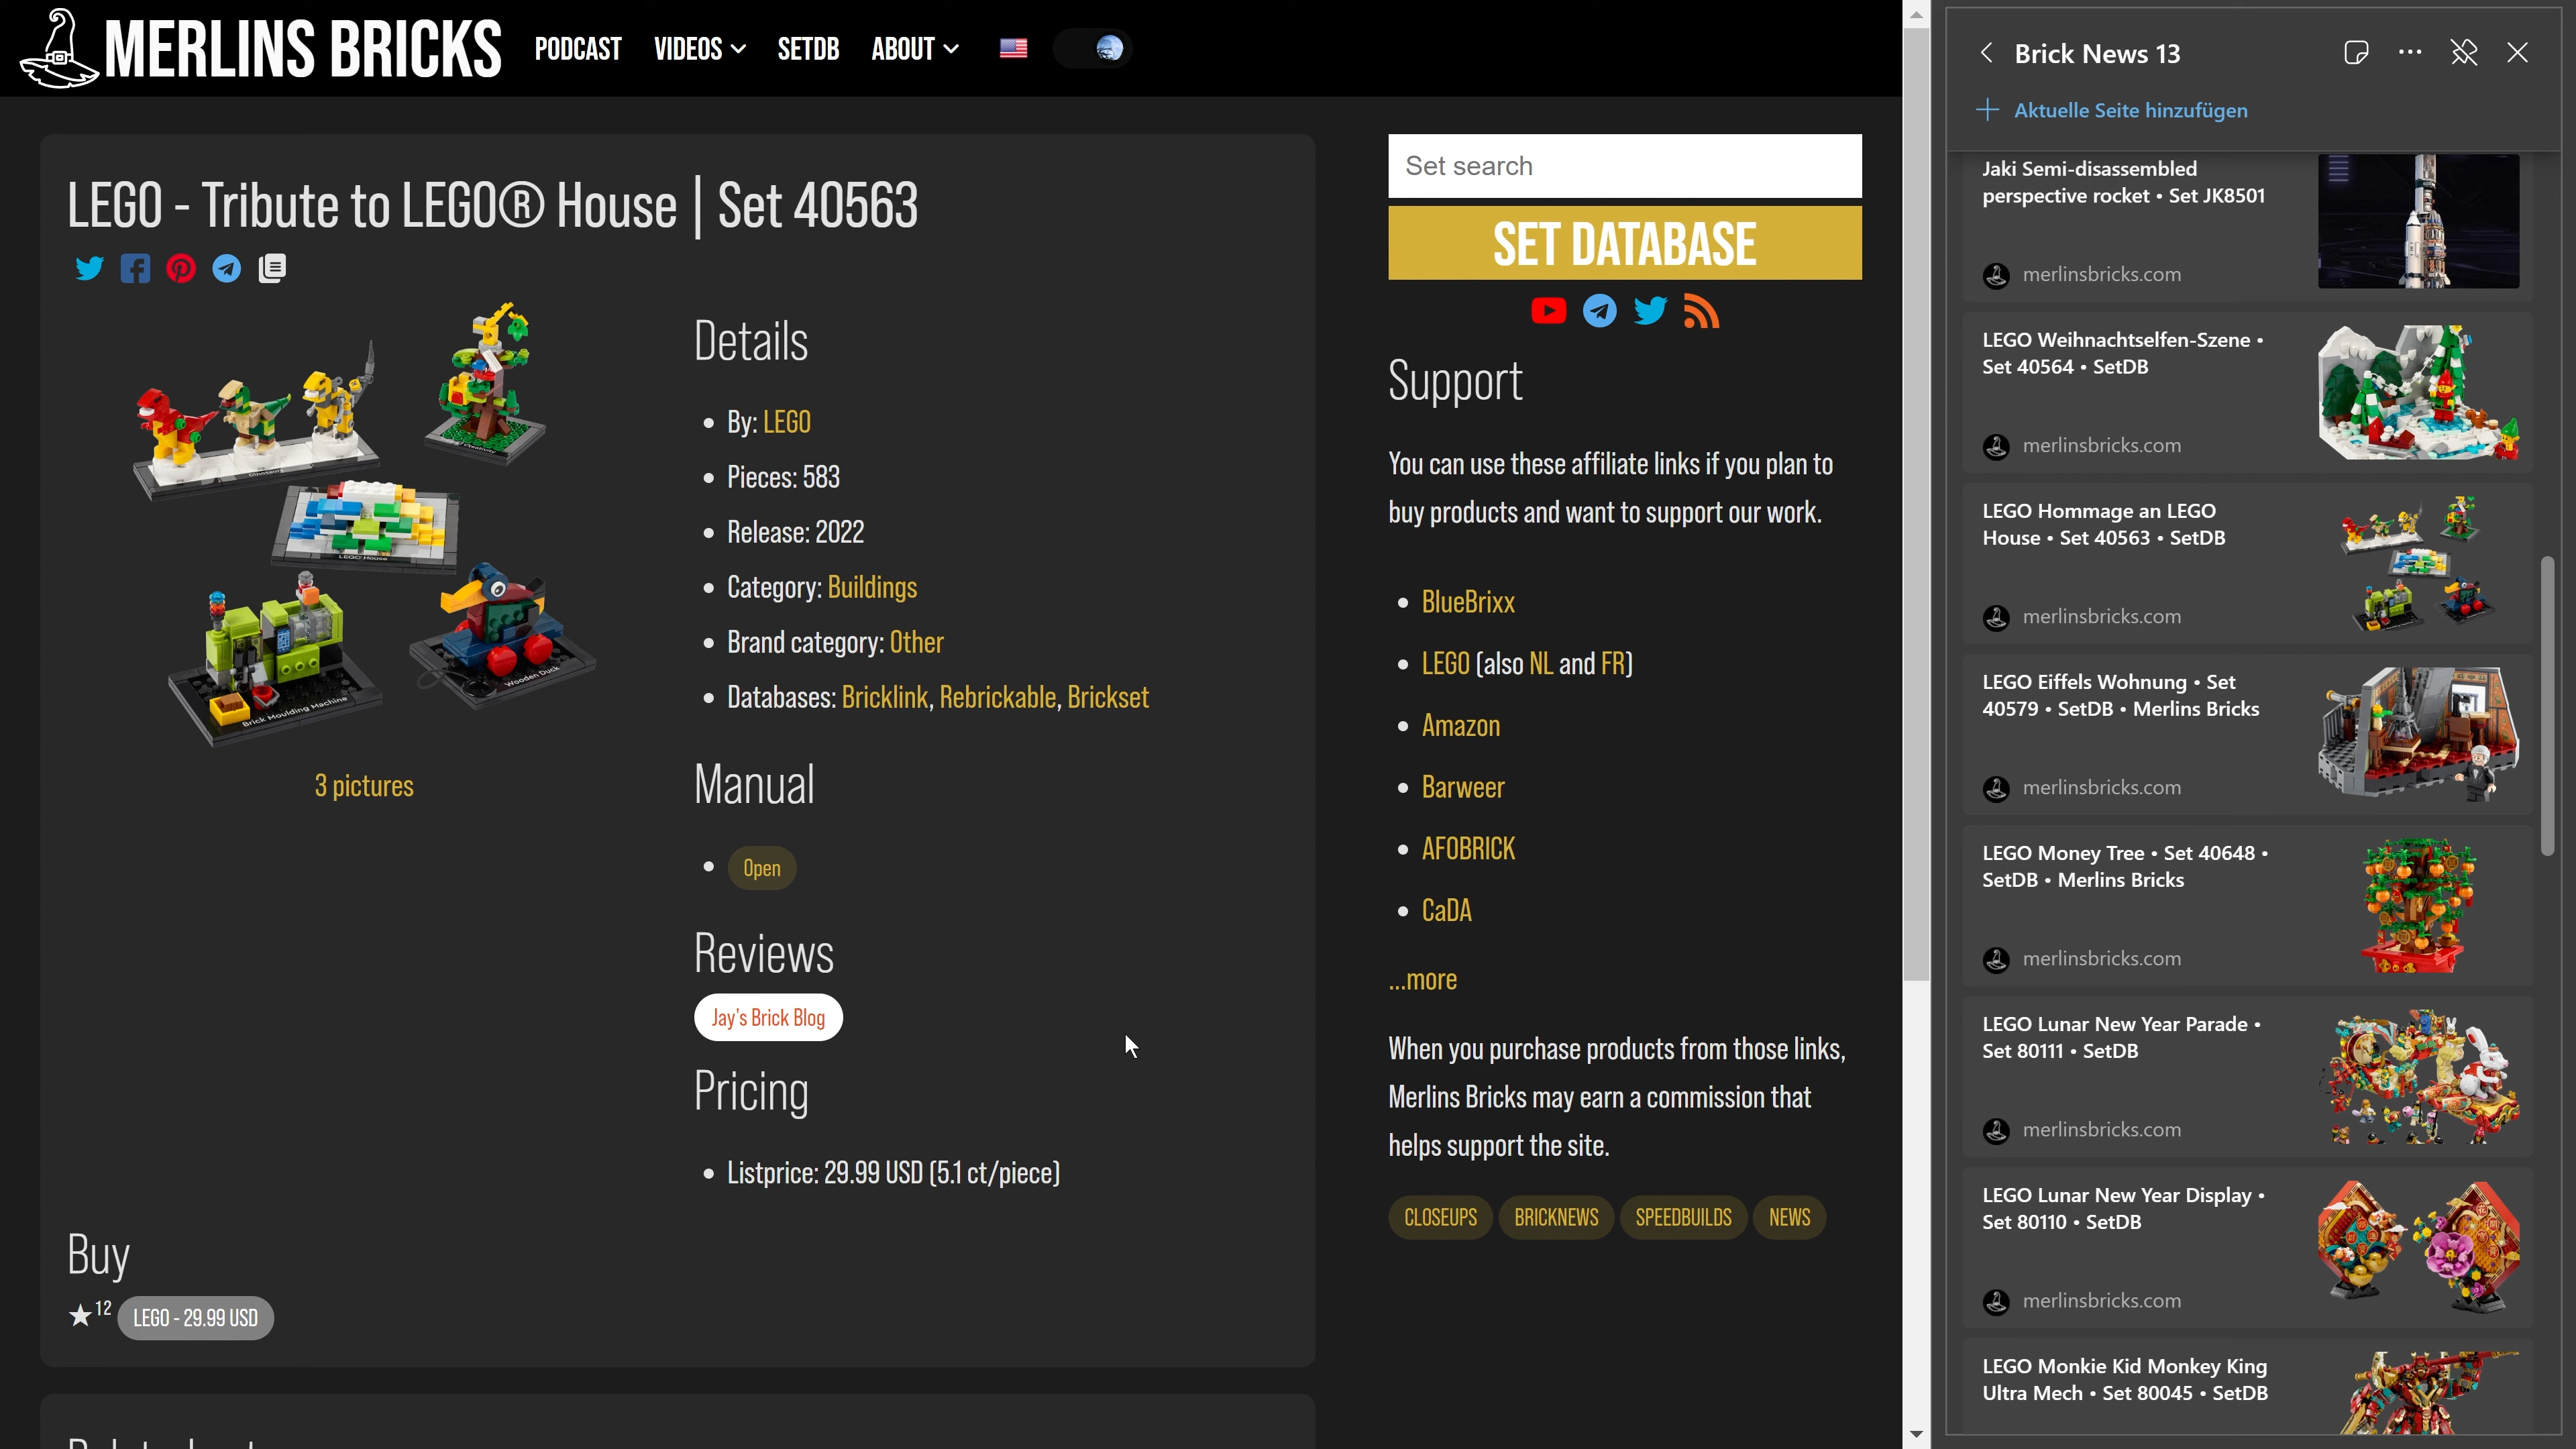 MERLINS BRICKS
PODCAST VIDEOS SETDB ABOUT
LEGO - Tribute to LEGO® House | Set 40563
Dinosaurs
Creativity
LEGO House
Brick Moulding Machine
Wooden Duck
3 pictures
Details
By: LEGO
Pieces: 583
Release: 2022
Category: Buildings
Brand category: Other
Databases: Bricklink, Rebrickable, Brickset
Manual
Open
Reviews
Jay's Brick Blog
Pricing
Listprice: 29.99 USD (5.1 ct/piece)
Buy
★12 LEGO - 29.99 USD
Set search
SET DATABASE
Support
You can use these affiliate links if you plan to
buy products and want to support our work.
BlueBrixx
LEGO (also NL and FR)
Amazon
Barweer
AFOBRICK
CaDA
...more
When you purchase products from those links,
Merlins Bricks may earn a commission that
helps support the site.
CLOSEUPS BRICKNEWS SPEEDBUILDS NEWS
Brick News 13
Aktuelle Seite hinzufügen
Jaki Semi-disassembled
perspective rocket • Set JK8501
merlinsbricks.com
LEGO Weihnachtselfen-Szene •
Set 40564 • SetDB
merlinsbricks.com
LEGO Hommage an LEGO
House • Set 40563 • SetDB
merlinsbricks.com
LEGO Eiffels Wohnung • Set
40579 • SetDB • Merlins Bricks
merlinsbricks.com
LEGO Money Tree • Set 40648 •
SetDB • Merlins Bricks
merlinsbricks.com
LEGO Lunar New Year Parade •
Set 80111 • SetDB
merlinsbricks.com
LEGO Lunar New Year Display •
Set 80110 • SetDB
merlinsbricks.com
LEGO Monkie Kid Monkey King
Ultra Mech • Set 80045 • SetDB